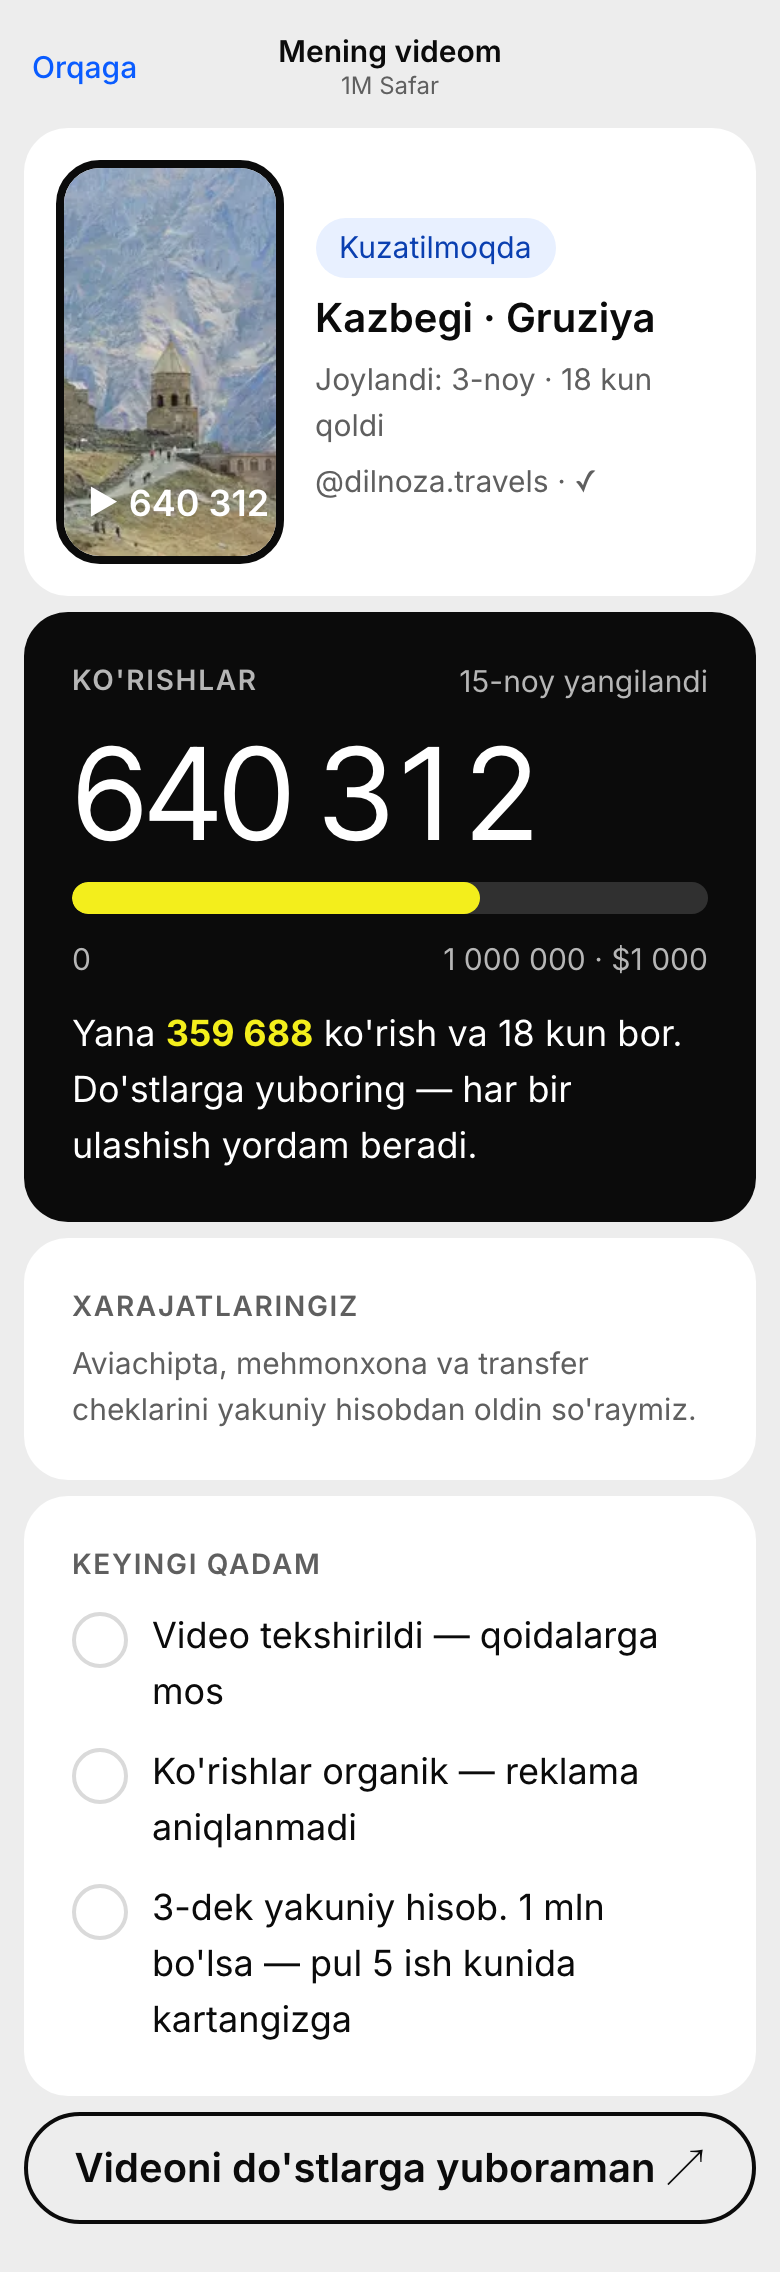 Orqaga
Mening videom
1M Safar
▶ 640 312
Kuzatilmoqda
Kazbegi · Gruziya
Joylandi: 3-noy · 18 kun
qoldi
@dilnoza.travels · ✓
KO'RISHLAR
15-noy yangilandi
640 312
0
1 000 000 · $1 000
Yana 359 688 ko'rish va 18 kun bor.
Do'stlarga yuboring — har bir
ulashish yordam beradi.
XARAJATLARINGIZ
Aviachipta, mehmonxona va transfer
cheklarini yakuniy hisobdan oldin so'raymiz.
KEYINGI QADAM
Video tekshirildi — qoidalarga
mos
Ko'rishlar organik — reklama
aniqlanmadi
3-dek yakuniy hisob. 1 mln
bo'lsa — pul 5 ish kunida
kartangizga
Videoni do'stlarga yuboraman ↗